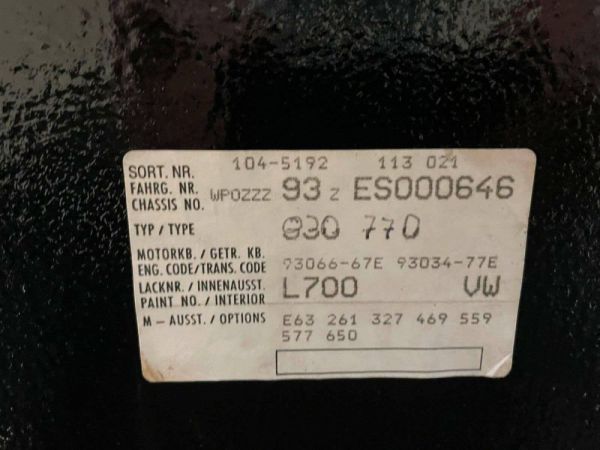 SORT. NR. 104-5192 113 021
FAHRG. NR. WPOZZZ 93 Z ES000646
CHASSIS NO.
TYP / TYPE 930 770
MOTORKB. / GETR. KB.
ENG. CODE/TRANS. CODE 93066-67E 93034-77E
LACKNR. / INNENAUSST. L700 VW
PAINT NO. / INTERIOR
M – AUSST. / OPTIONS E63 261 327 469 559
577 650